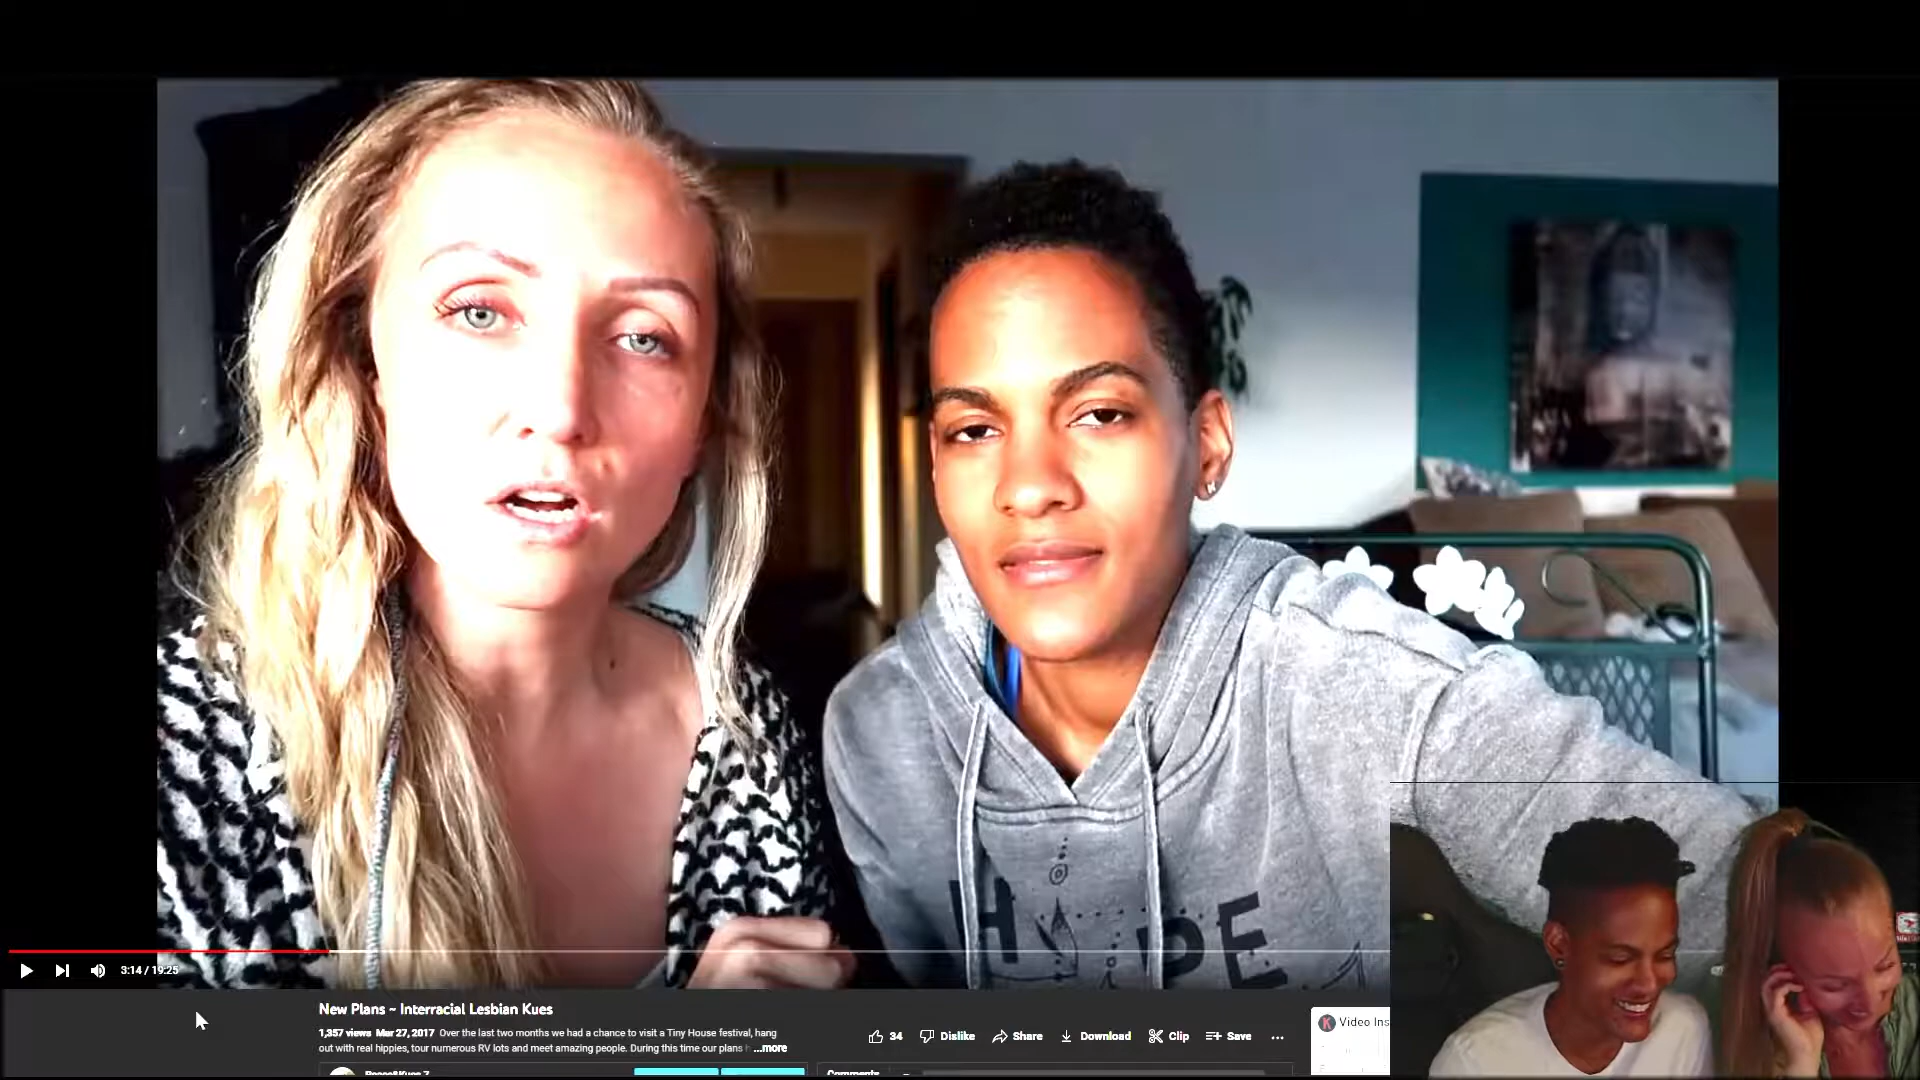 HOPE
3:14 / 19:25
New Plans ~ Interracial Lesbian Kues
1,357 views Mar 27, 2017 Over the last two months we had a chance to visit a Tiny House festival, hang
out with real hippies, tour numerous RV lots and meet amazing people. During this time our plans h ...more
34 Dislike Share Download Clip Save ...
K Video Ins
Comments